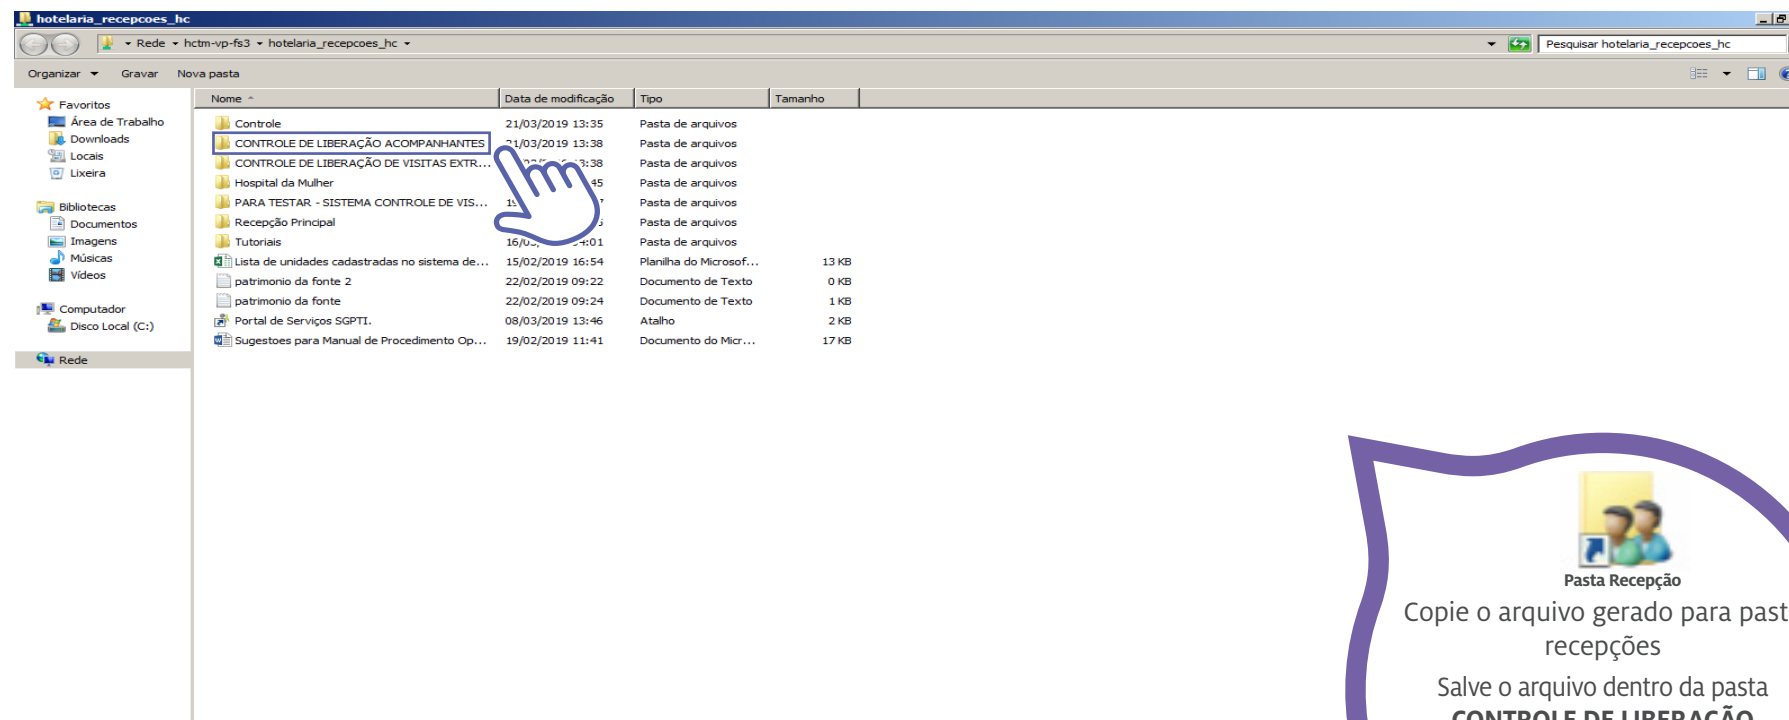 hotelaria_recepcoes_hc
Rede hctm-vp-fs3 hotelaria_recepcoes_hc
Pesquisar hotelaria_recepcoes_hc
Organizar Gravar Nova pasta
Favoritos
Área de Trabalho
Downloads
Locais
Lixeira
Bibliotecas
Documentos
Imagens
Músicas
Vídeos
Computador
Disco Local (C:)
Rede
Nome Data de modificação Tipo Tamanho
Controle 21/03/2019 13:35 Pasta de arquivos
CONTROLE DE LIBERAÇÃO ACOMPANHANTES 21/03/2019 13:38 Pasta de arquivos
CONTROLE DE LIBERAÇÃO DE VISITAS EXTR... Pasta de arquivos
Hospital da Mulher Pasta de arquivos
PARA TESTAR - SISTEMA CONTROLE DE VIS... Pasta de arquivos
Recepção Principal Pasta de arquivos
Tutoriais Pasta de arquivos
Lista de unidades cadastradas no sistema de... 15/02/2019 16:54 Planilha do Microsof... 13 KB
patrimonio da fonte 2 22/02/2019 09:22 Documento de Texto 0 KB
patrimonio da fonte 22/02/2019 09:24 Documento de Texto 1 KB
Portal de Serviços SGPTI. 08/03/2019 13:46 Atalho 2 KB
Sugestoes para Manual de Procedimento Op... 19/02/2019 11:41 Documento do Micr... 17 KB
Pasta Recepção
Copie o arquivo gerado para past
recepções
Salve o arquivo dentro da pasta
CONTROLE DE LIBERAÇÃO